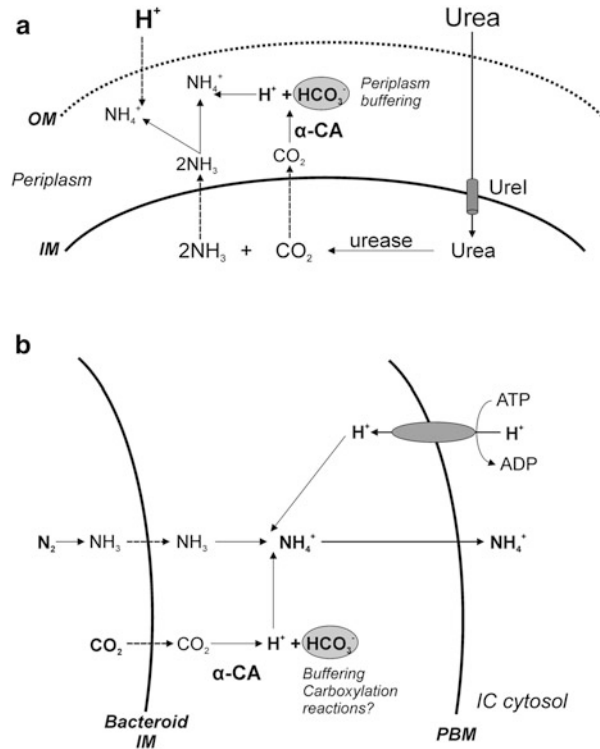 a
H⁺
Urea
NH₄⁺
H⁺ + HCO₃⁻
Periplasm
buffering
OM
NH₄⁺
α-CA
2NH₃
CO₂
Periplasm
UreI
IM
2NH₃ + CO₂
urease
Urea
b
ATP
H⁺
H⁺
ADP
N₂
NH₃
NH₃
NH₄⁺
NH₄⁺
CO₂
CO₂
H⁺ + HCO₃⁻
α-CA
Buffering
Carboxylation
reactions?
IC cytosol
Bacteroid
IM
PBM